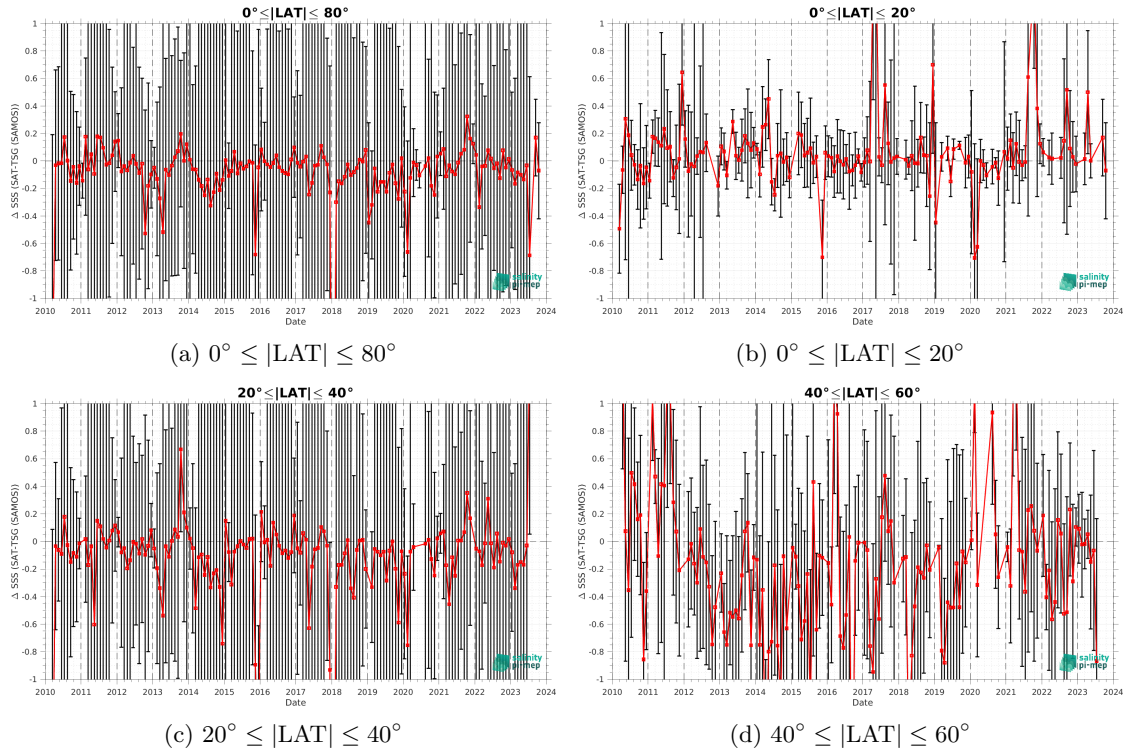 0°≤|LAT|≤ 80°
Δ SSS (SAT-TSG (SAMOS))
1
0.8
0.6
0.4
0.2
0
-0.2
-0.4
-0.6
-0.8
-1
2010 2011 2012 2013 2014 2015 2016 2017 2018 2019 2020 2021 2022 2023 2024
Date
salinity
pi-mep
(a) 0° ≤ |LAT| ≤ 80°
0°≤|LAT|≤ 20°
Δ SSS (SAT-TSG (SAMOS))
1
0.8
0.6
0.4
0.2
0
-0.2
-0.4
-0.6
-0.8
-1
2010 2011 2012 2013 2014 2015 2016 2017 2018 2019 2020 2021 2022 2023 2024
Date
salinity
pi-mep
(b) 0° ≤ |LAT| ≤ 20°
20°≤|LAT|≤ 40°
Δ SSS (SAT-TSG (SAMOS))
1
0.8
0.6
0.4
0.2
0
-0.2
-0.4
-0.6
-0.8
-1
2010 2011 2012 2013 2014 2015 2016 2017 2018 2019 2020 2021 2022 2023 2024
Date
salinity
pi-mep
(c) 20° ≤ |LAT| ≤ 40°
40°≤|LAT|≤ 60°
Δ SSS (SAT-TSG (SAMOS))
1
0.8
0.6
0.4
0.2
0
-0.2
-0.4
-0.6
-0.8
-1
2010 2011 2012 2013 2014 2015 2016 2017 2018 2019 2020 2021 2022 2023 2024
Date
salinity
pi-mep
(d) 40° ≤ |LAT| ≤ 60°